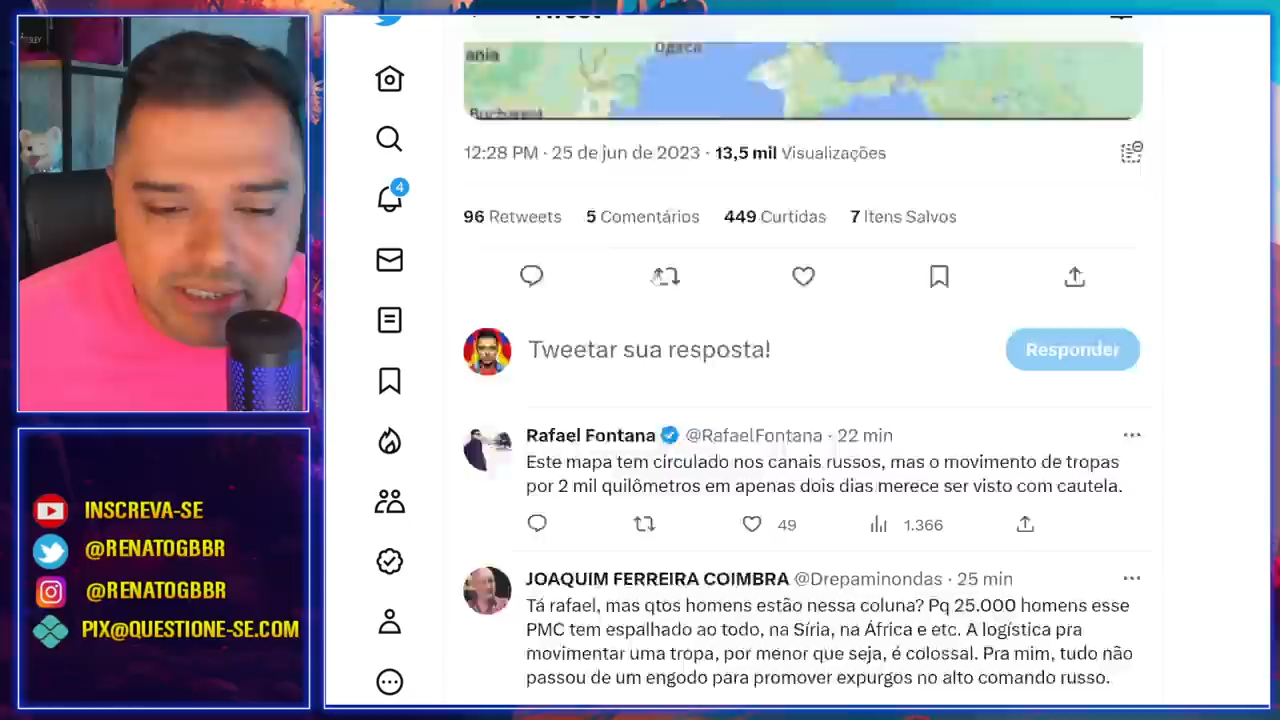 Tweet
ania
Одеса
Bucharest
12:28 PM · 25 de jun de 2023 · 13,5 mil Visualizações
96 Retweets 5 Comentários 449 Curtidas 7 Itens Salvos
4
Tweetar sua resposta!
Responder
Rafael Fontana @RafaelFontana · 22 min
Este mapa tem circulado nos canais russos, mas o movimento de tropas
por 2 mil quilômetros em apenas dois dias merece ser visto com cautela.
49 1.366
JOAQUIM FERREIRA COIMBRA @Drepaminondas · 25 min
Tá rafael, mas qtos homens estão nessa coluna? Pq 25.000 homens esse
PMC tem espalhado ao todo, na Síria, na África e etc. A logística pra
movimentar uma tropa, por menor que seja, é colossal. Pra mim, tudo não
passou de um engodo para promover expurgos no alto comando russo.
INSCREVA-SE
@RENATOGBBR
@RENATOGBBR
PIX@QUESTIONE-SE.COM